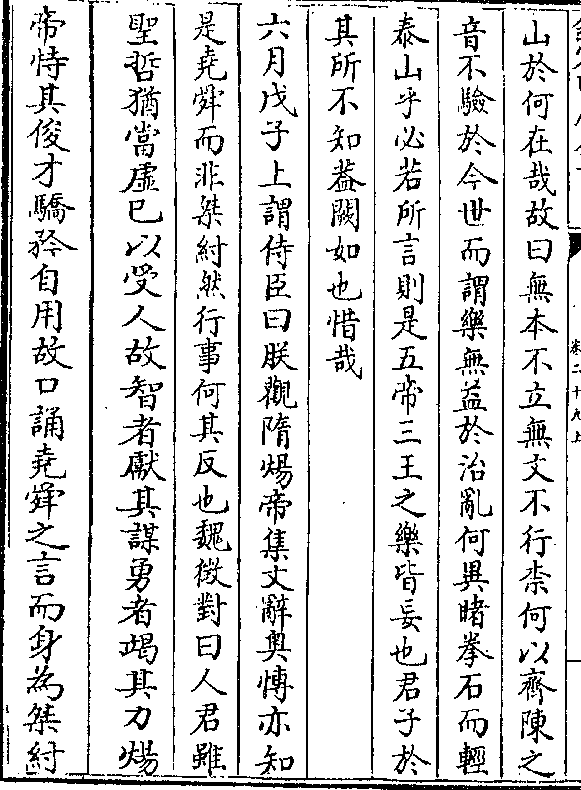 山於何在哉故曰無本不立無文不行柰何以齊陳之
音不驗於今世而謂樂無益於治亂何異睹拳石而輕
泰山乎必若所言則是五帝三王之樂皆妄也君子於
其所不知葢闕如也惜哉
六月戊子上謂侍臣曰朕觀隋煬帝集文辭奧愽亦知
是堯舜而非桀紂然行事何其反也魏徴對曰人君雖
聖哲猶當虛已以受人故智者獻其謀勇者竭其力煬
帝恃其俊才驕矜自用故口誦堯舜之言而身為桀紂